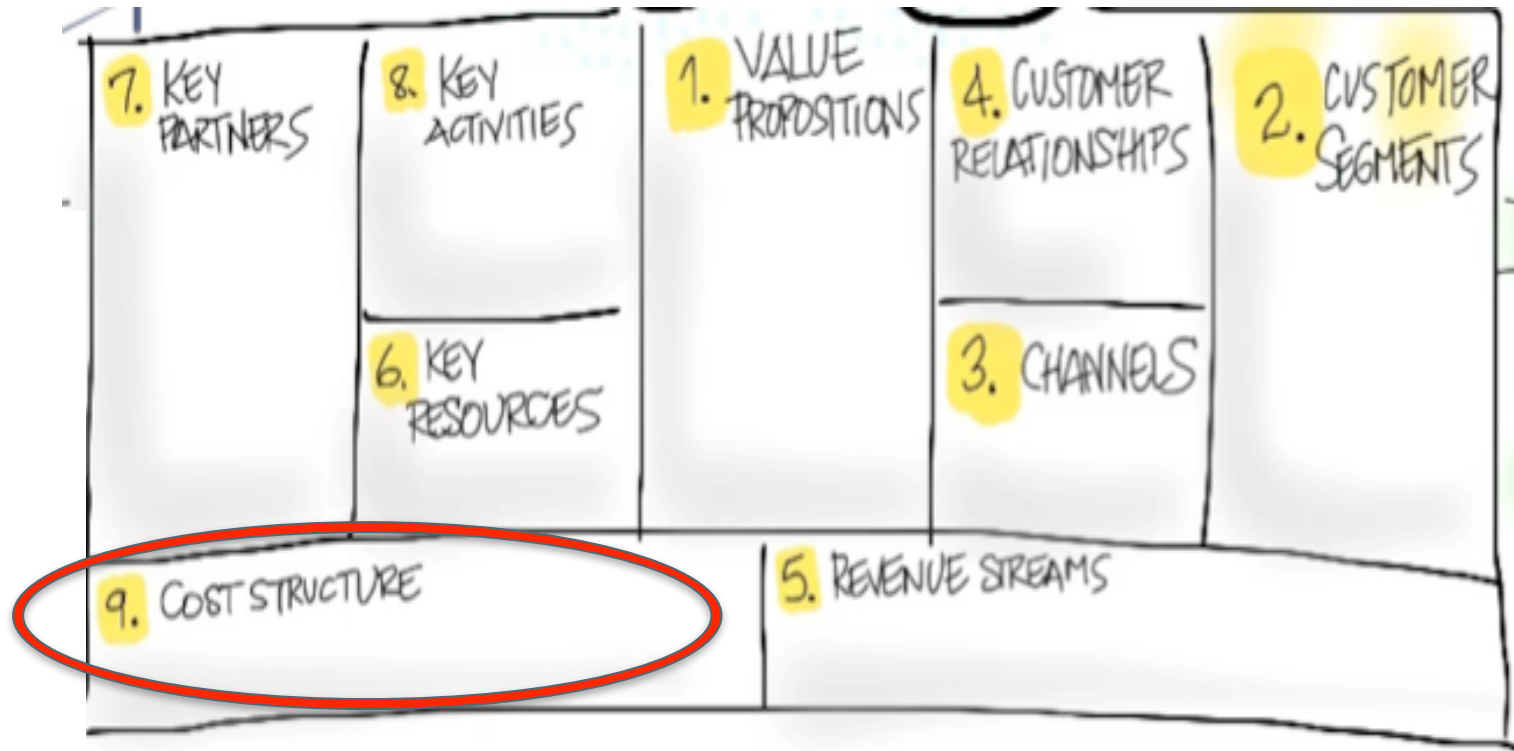 7. KEY
PARTNERS
8. KEY
ACTIVITIES
6. KEY
RESOURCES
1. VALUE
PROPOSITIONS
4. CUSTOMER
RELATIONSHIPS
3. CHANNELS
2. CUSTOMER
SEGMENTS
9. COST STRUCTURE
5. REVENUE STREAMS